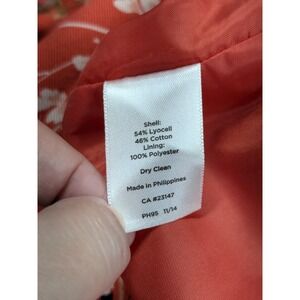 Shell:
54% Lyocell
46% Cotton
Lining:
100% Polyester
Dry Clean
Made in Philippines
CA #23147
PH95 11/14